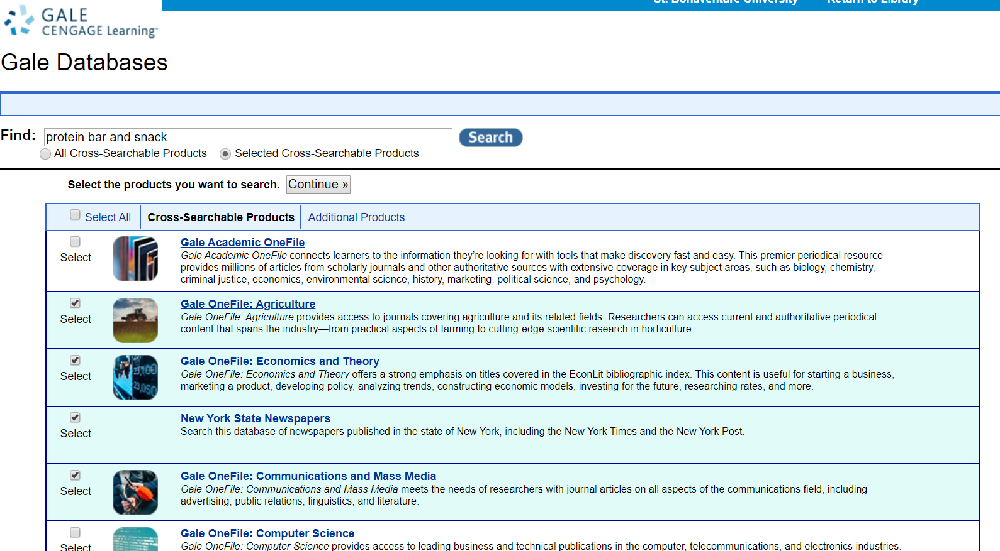 St. Bonaventure University Return to Library
GALE
CENGAGE Learning™
Gale Databases
Find: protein bar and snack Search
All Cross-Searchable Products Selected Cross-Searchable Products
Select the products you want to search. Continue »
Select All Cross-Searchable Products Additional Products
Gale Academic OneFile
Select
Gale Academic OneFile connects learners to the information they’re looking for with tools that make discovery fast and easy. This premier periodical resource
provides millions of articles from scholarly journals and other authoritative sources with extensive coverage in key subject areas, such as biology, chemistry,
criminal justice, economics, environmental science, history, marketing, political science, and psychology.
Gale OneFile: Agriculture
Select
Gale OneFile: Agriculture provides access to journals covering agriculture and its related fields. Researchers can access current and authoritative periodical
content that spans the industry—from practical aspects of farming to cutting-edge scientific research in horticulture.
Gale OneFile: Economics and Theory
Select
Gale OneFile: Economics and Theory offers a strong emphasis on titles covered in the EconLit bibliographic index. This content is useful for starting a business,
marketing a product, developing policy, analyzing trends, constructing economic models, investing for the future, researching rates, and more.
New York State Newspapers
Select
Search this database of newspapers published in the state of New York, including the New York Times and the New York Post.
Gale OneFile: Communications and Mass Media
Select
Gale OneFile: Communications and Mass Media meets the needs of researchers with journal articles on all aspects of the communications field, including
advertising, public relations, linguistics, and literature.
Gale OneFile: Computer Science
Select
Gale OneFile: Computer Science provides access to leading business and technical publications in the computer, telecommunications, and electronics industries.